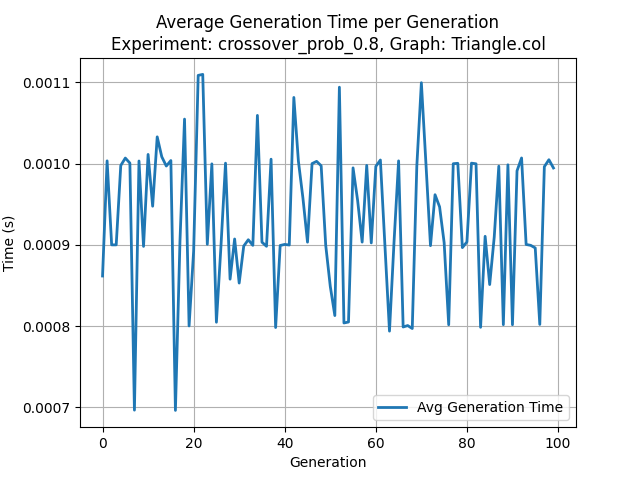 Average Generation Time per Generation
Experiment: crossover_prob_0.8, Graph: Triangle.col
Time (s)
0.0011
0.0010
0.0009
0.0008
0.0007
Avg Generation Time
0 20 40 60 80 100
Generation